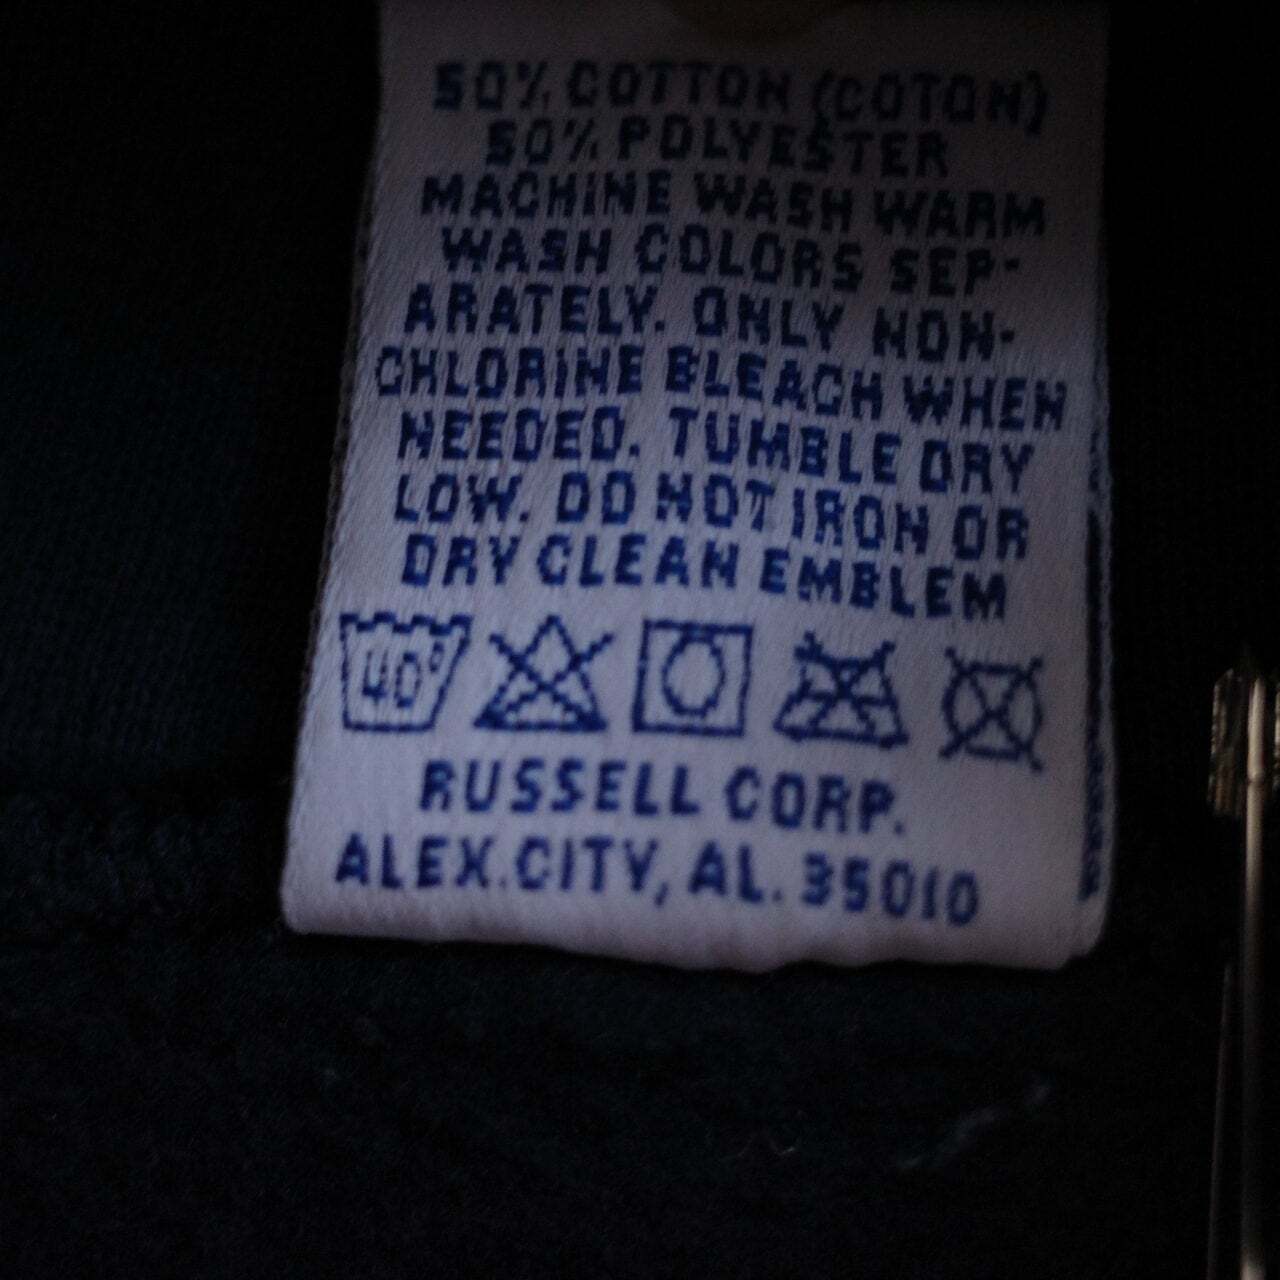 50% COTTON (COTON)
50% POLYESTER
MACHINE WASH WARM
WASH COLORS SEP-
ARATELY. ONLY NON-
CHLORINE BLEACH WHEN
NEEDED. TUMBLE DRY
LOW. DO NOT IRON OR
DRY CLEAN EMBLEM
40°
RUSSELL CORP.
ALEX.CITY, AL. 35010